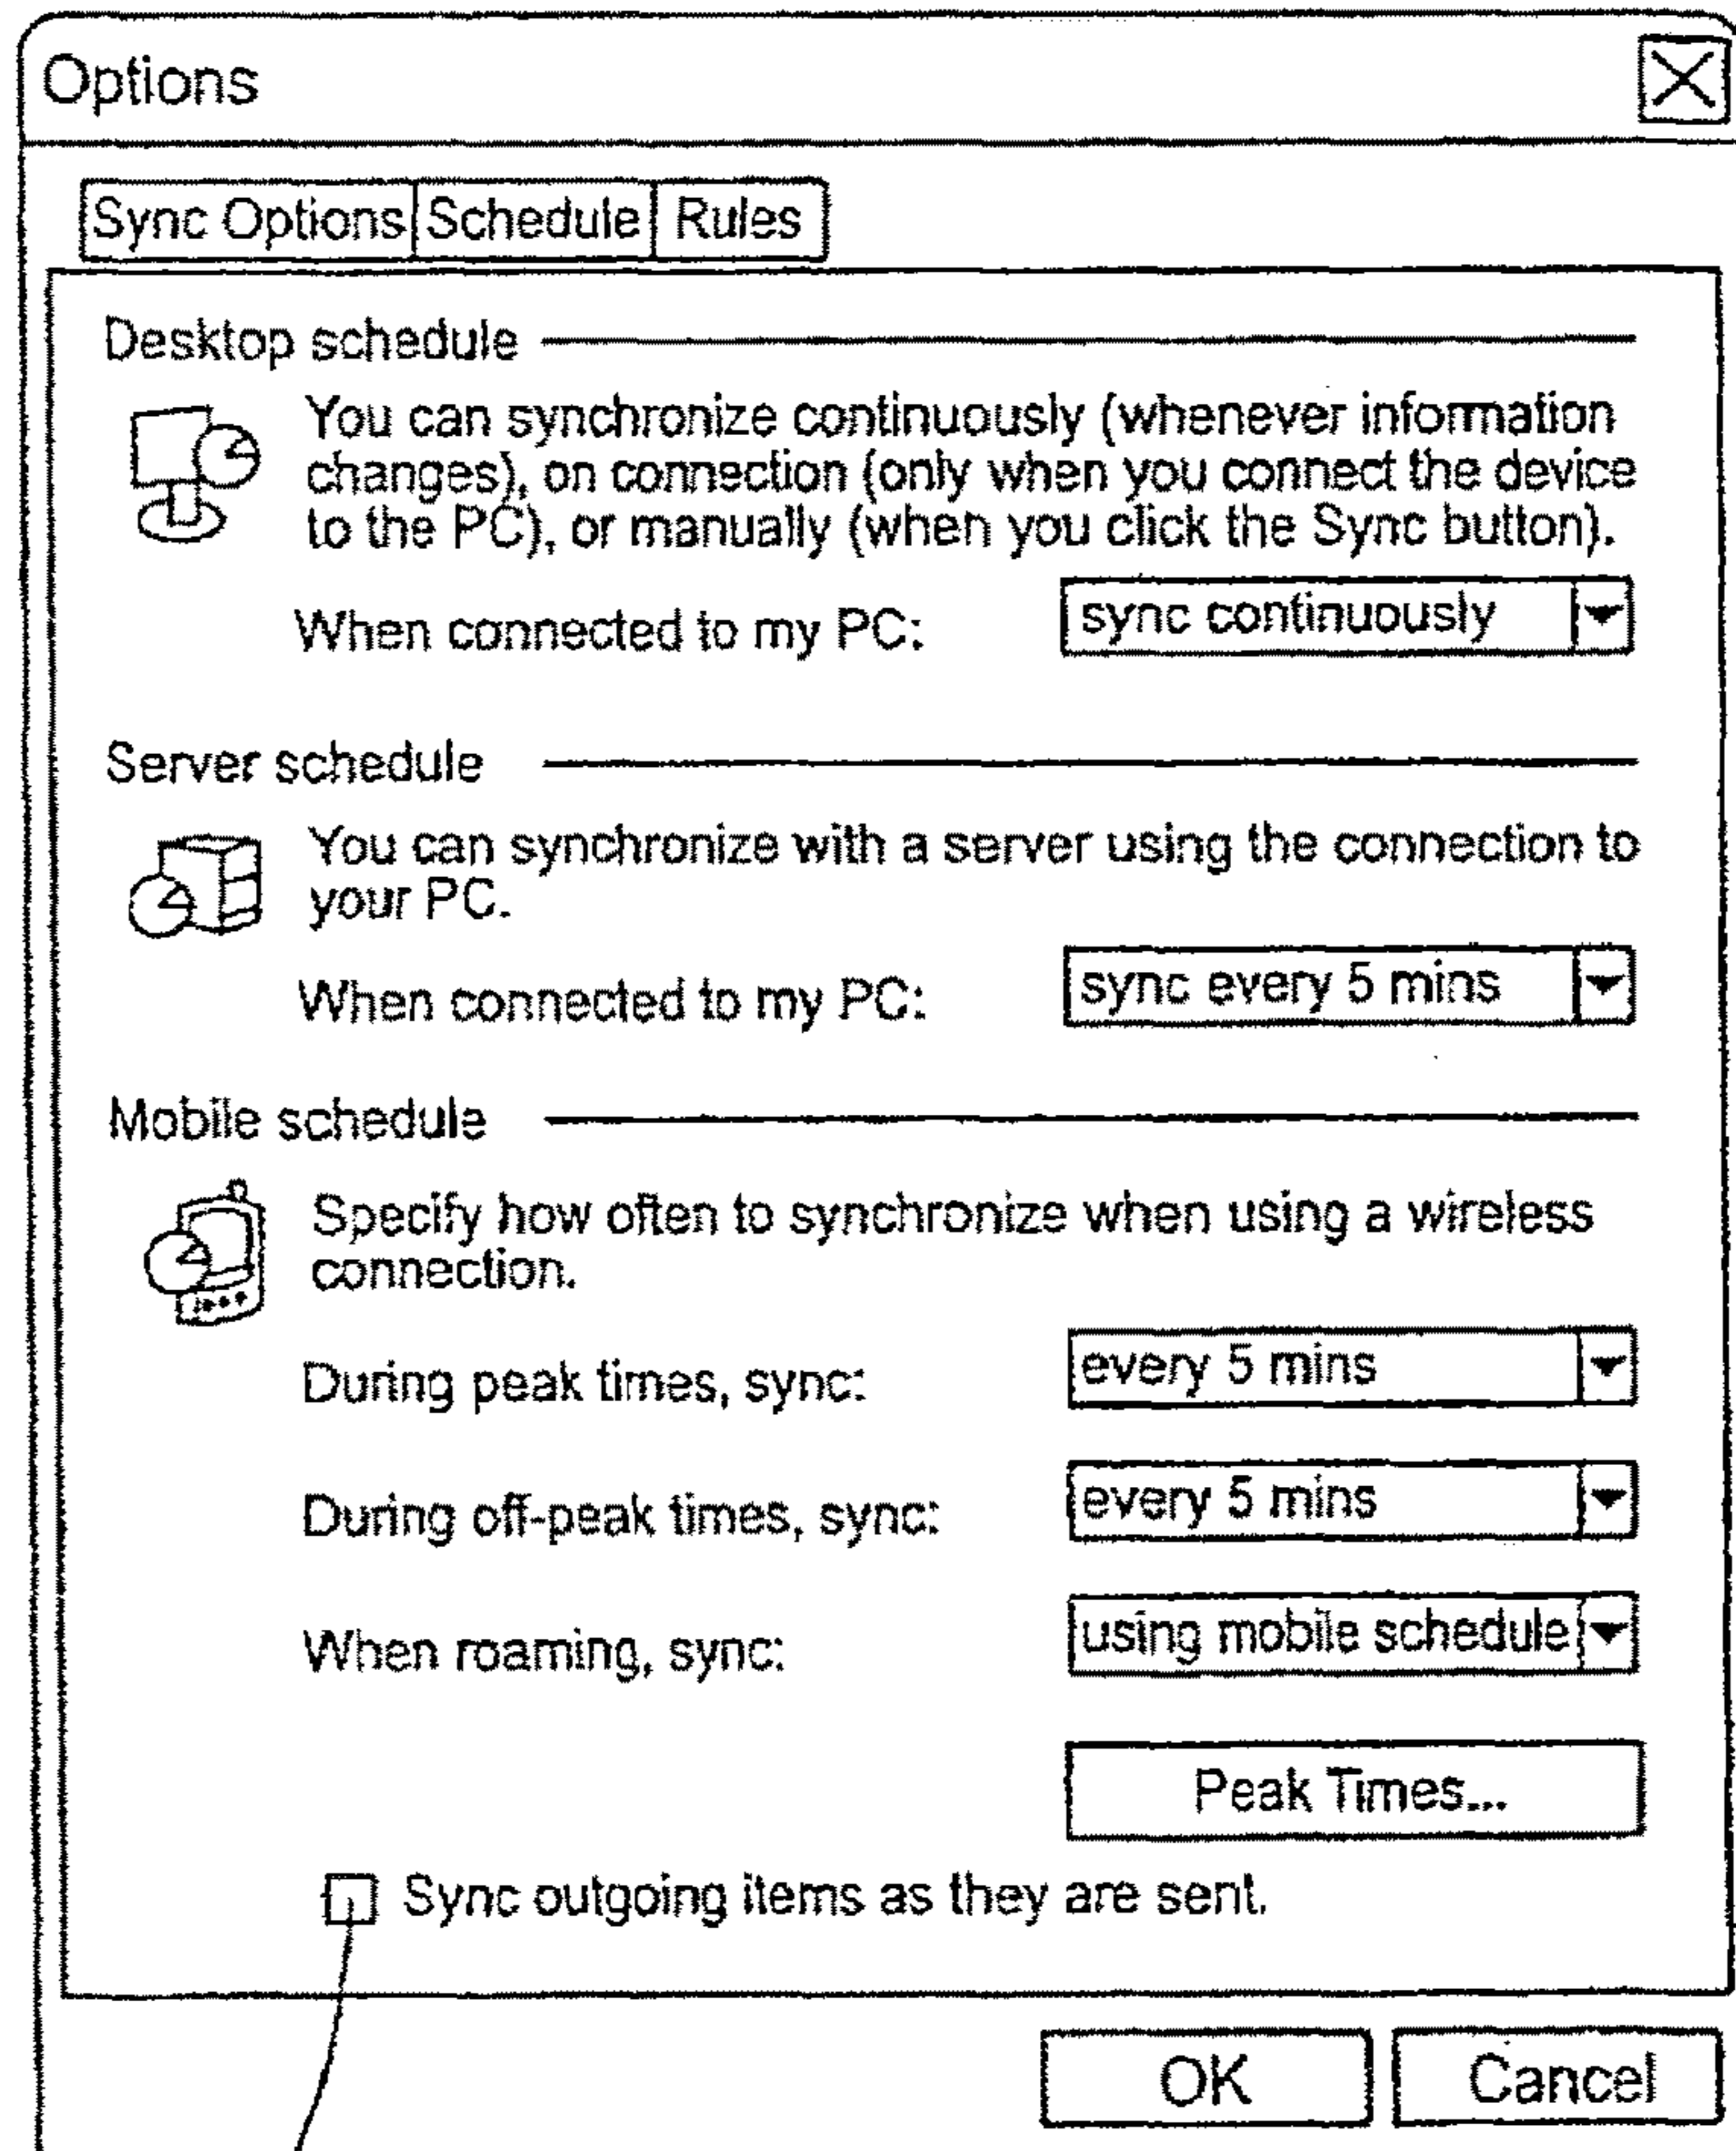 Options
Sync Options Schedule Rules
Desktop schedule
You can synchronize continuously (whenever information
changes), on connection (only when you connect the device
to the PC), or manually (when you click the Sync button).
When connected to my PC: sync continuously
Server schedule
You can synchronize with a server using the connection to
your PC.
When connected to my PC: sync every 5 mins
Mobile schedule
Specify how often to synchronize when using a wireless
connection.
During peak times, sync: every 5 mins
During off-peak times, sync: every 5 mins
When roaming, sync: using mobile schedule
Peak Times...
Sync outgoing items as they are sent.
OK Cancel